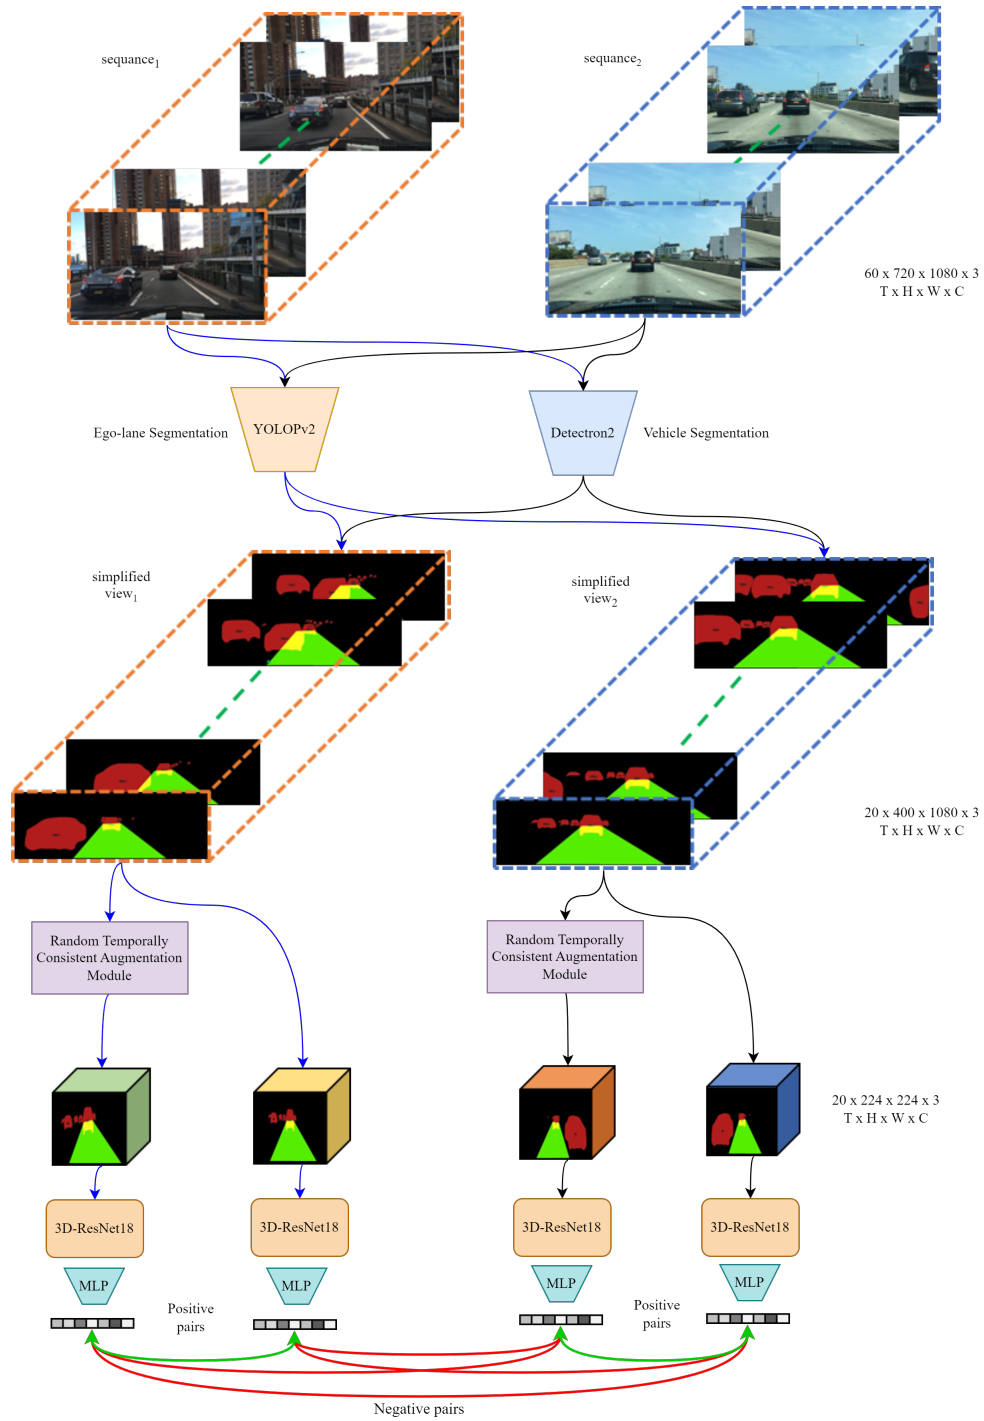 sequance1
sequance2
60 x 720 x 1080 x 3
T x H x W x C
Ego-lane Segmentation
YOLOPv2
Detectron2
Vehicle Segmentation
simplified
view1
simplified
view2
20 x 400 x 1080 x 3
T x H x W x C
Random Temporally
Consistent Augmentation
Module
Random Temporally
Consistent Augmentation
Module
20 x 224 x 224 x 3
T x H x W x C
3D-ResNet18
3D-ResNet18
3D-ResNet18
3D-ResNet18
MLP
MLP
MLP
MLP
Positive
pairs
Positive
pairs
Negative pairs